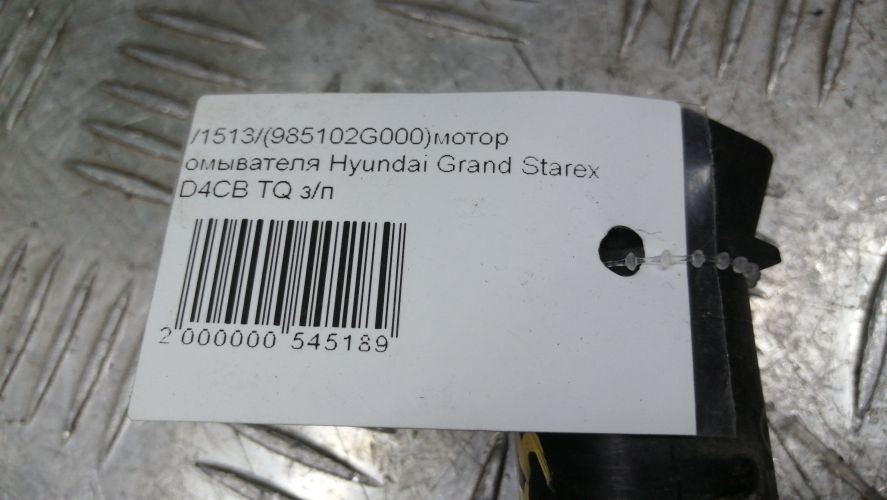 /1513/(985102G000)мотор
омывателя Hyundai Grand Starex
D4CB TQ з/п
2 000000 545189